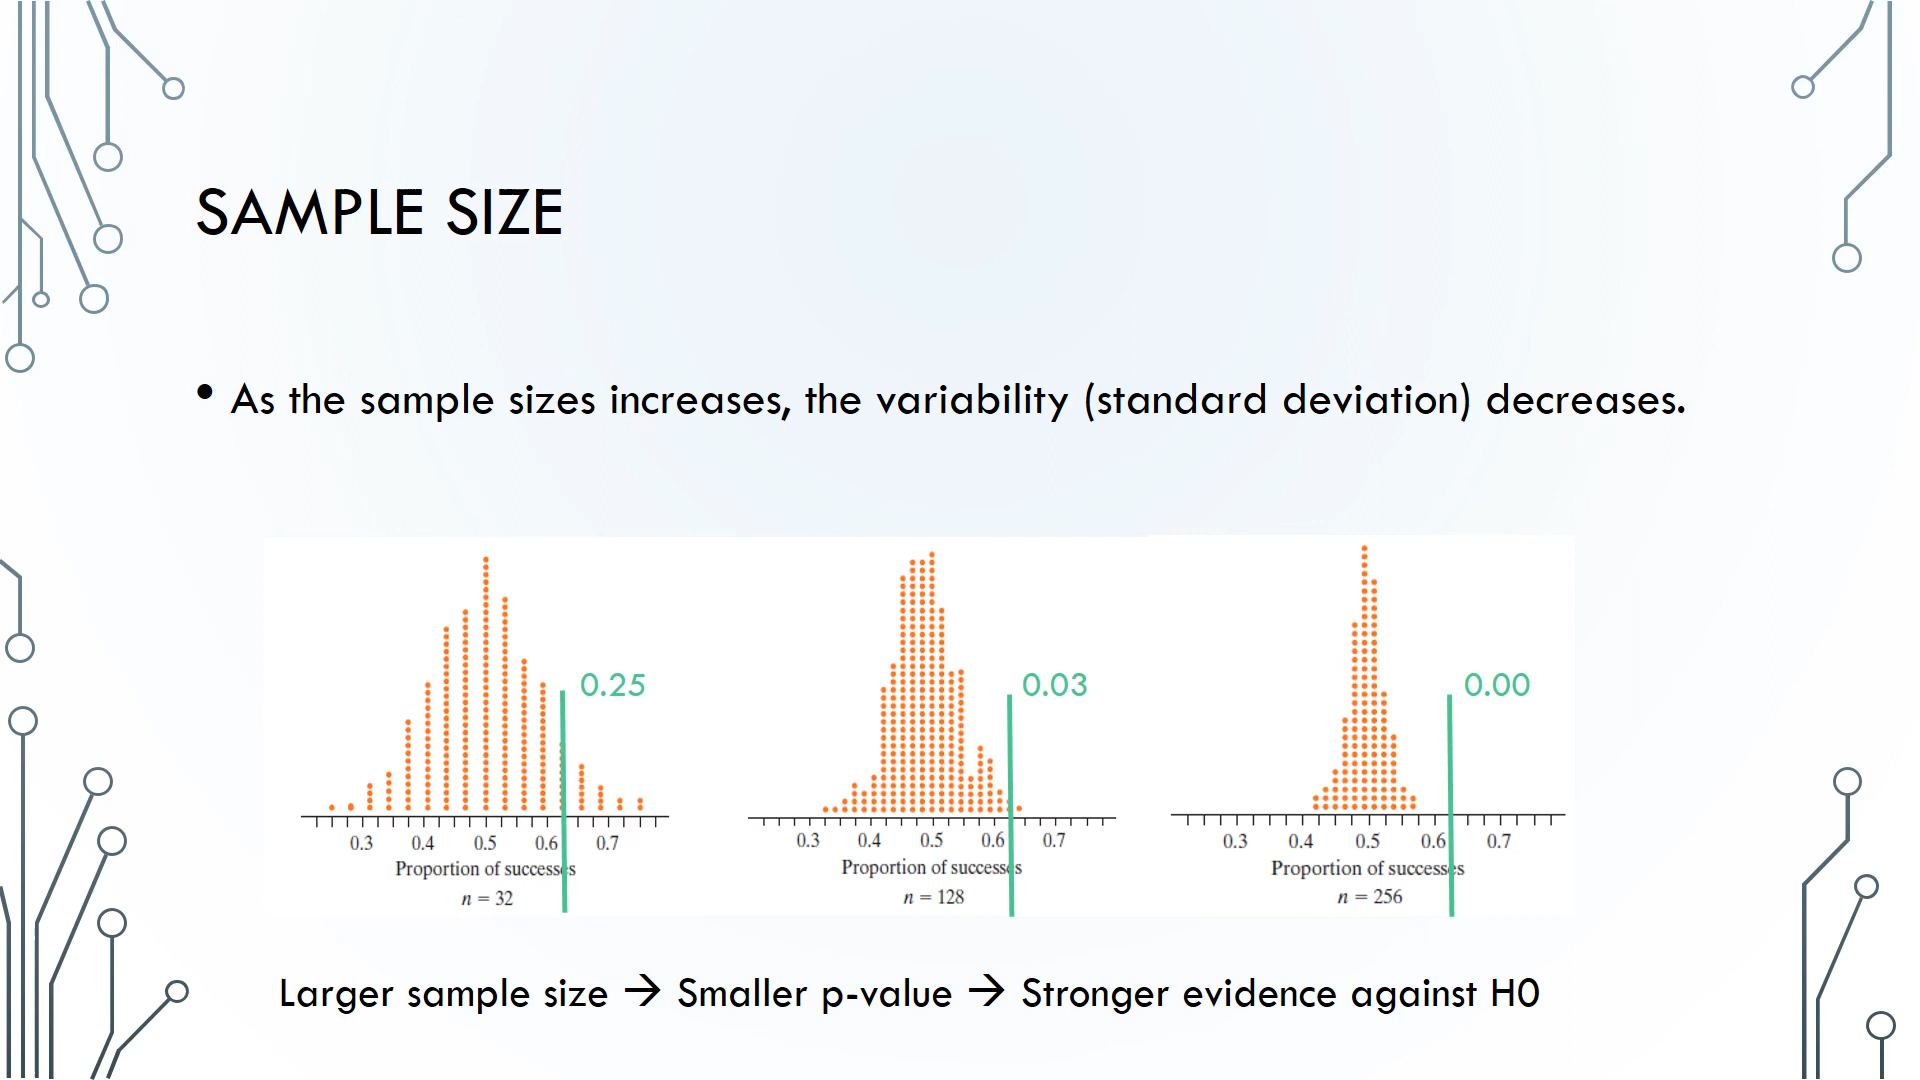 SAMPLE SIZE
• As the sample sizes increases, the variability (standard deviation) decreases.
0.25
0.3 0.4 0.5 0.6 0.7
Proportion of successes
n = 32
0.03
0.3 0.4 0.5 0.6 0.7
Proportion of successes
n = 128
0.00
0.3 0.4 0.5 0.6 0.7
Proportion of successes
n = 256
Larger sample size → Smaller p-value → Stronger evidence against H0